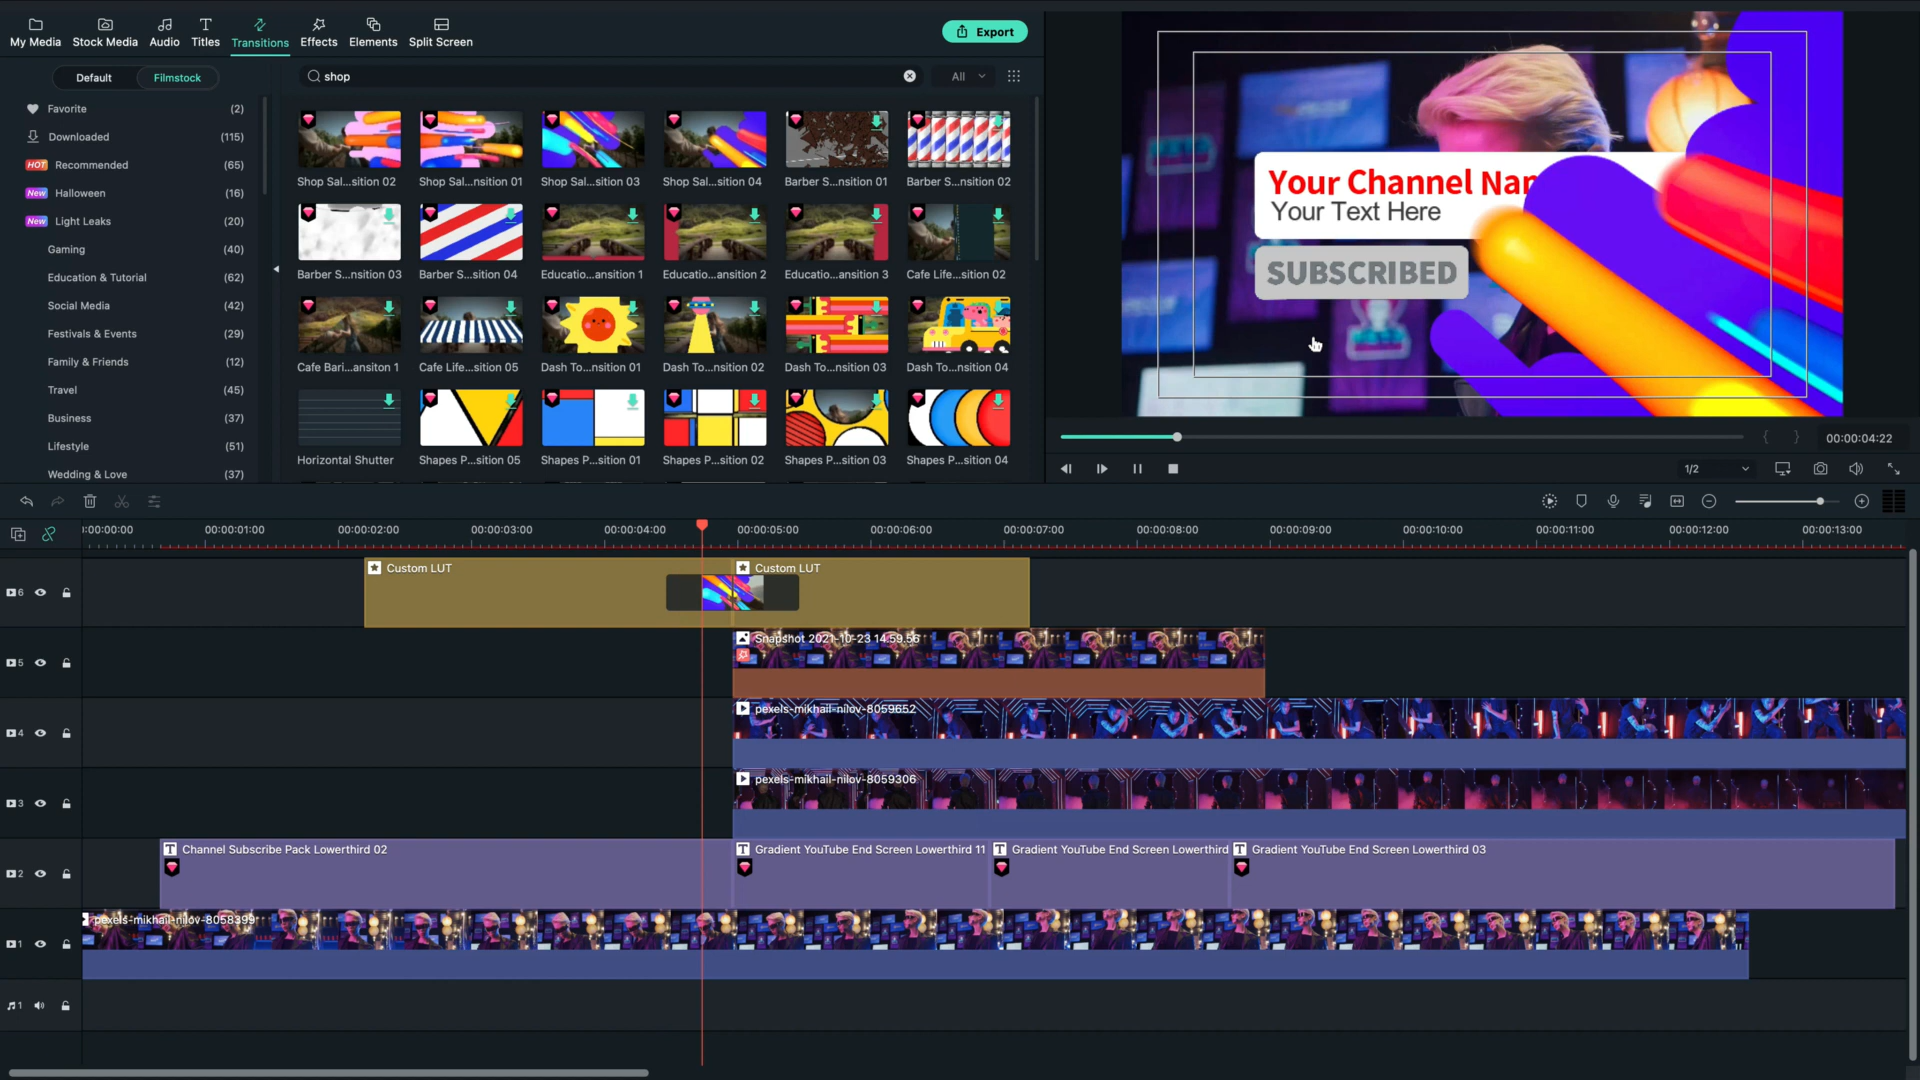 My Media
Stock Media
Audio
Titles
Transitions
Effects
Elements
Split Screen
Export
Default
Filmstock
shop
All
Favorite (2)
Downloaded (115)
HOT Recommended (65)
New Halloween (16)
New Light Leaks (20)
Gaming (40)
Education & Tutorial (62)
Social Media (42)
Festivals & Events (29)
Family & Friends (12)
Travel (45)
Business (37)
Lifestyle (51)
Wedding & Love (37)
Shop Sal...sition 02
Shop Sal...nsition 01
Shop Sal...sition 03
Shop Sal...sition 04
Barber S...nsition 01
Barber S...nsition 02
Barber S...nsition 03
Barber S...sition 04
Educatio...ansition 1
Educatio...ansition 2
Educatio...ansition 3
Cafe Life...sition 02
Cafe Bari...ansiton 1
Cafe Life...sition 05
Dash To...nsition 01
Dash To...nsition 02
Dash To...nsition 03
Dash To...nsition 04
Horizontal Shutter
Shapes P...sition 05
Shapes P...sition 01
Shapes P...sition 02
Shapes P...sition 03
Shapes P...sition 04
Your Channel Nam
Your Text Here
SUBSCRIBED
00:00:04:22
1/2
:00:00:00:00
00:00:01:00
00:00:02:00
00:00:03:00
00:00:04:00
00:00:05:00
00:00:06:00
00:00:07:00
00:00:08:00
00:00:09:00
00:00:10:00
00:00:11:00
00:00:12:00
00:00:13:00
6
Custom LUT
Custom LUT
5
Snapshot 2021-10-23 14.59.56
4
pexels-mikhail-nilov-8059652
3
pexels-mikhail-nilov-8059306
2
Channel Subscribe Pack Lowerthird 02
Gradient YouTube End Screen Lowerthird 11
Gradient YouTube End Screen Lowerthird
Gradient YouTube End Screen Lowerthird 03
1
pexels-mikhail-nilov-8058399
1